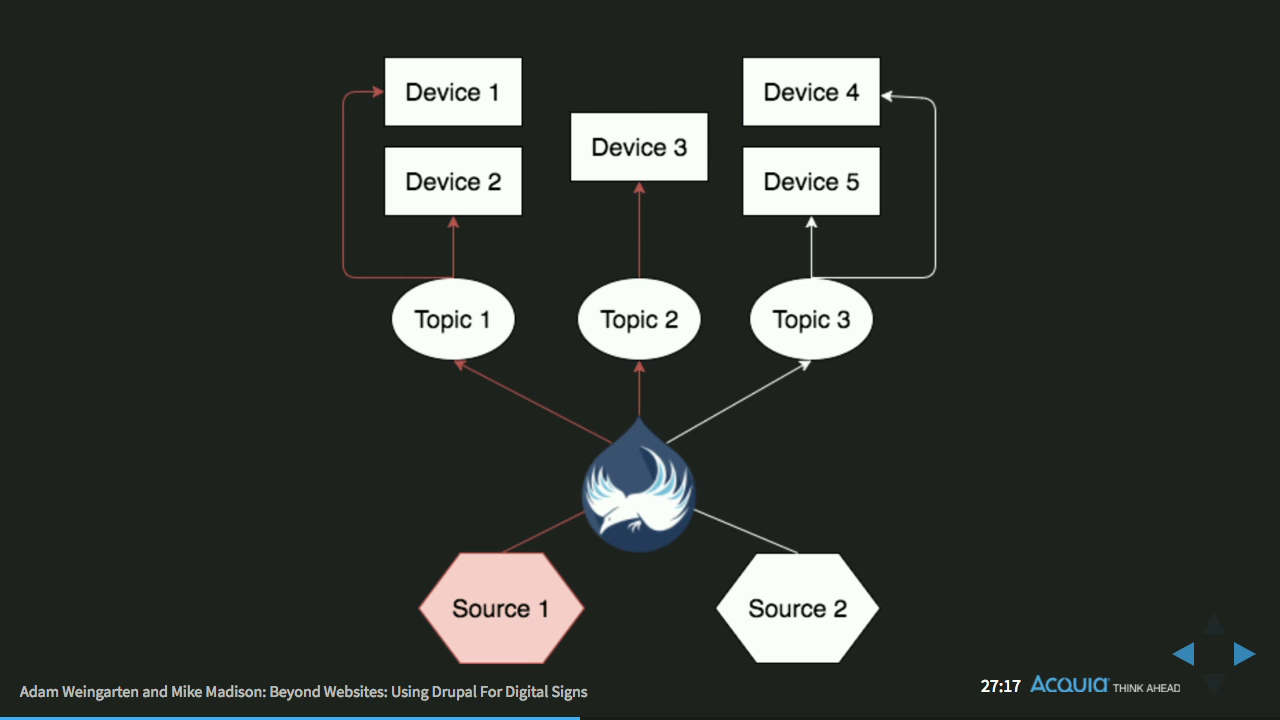 Device 1
Device 4
Device 3
Device 2
Device 5
Topic 1
Topic 2
Topic 3
Source 1
Source 2
Adam Weingarten and Mike Madison: Beyond Websites: Using Drupal For Digital Signs
27:17 ACQUIA THINK AHEAD